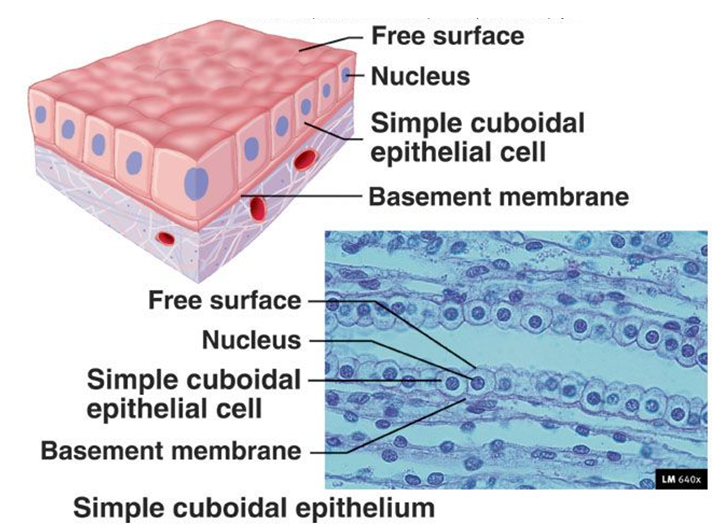 Free surface
Nucleus
Simple cuboidal
epithelial cell
Basement membrane
Free surface
Nucleus
Simple cuboidal
epithelial cell
Basement membrane
LM 640x
Simple cuboidal epithelium